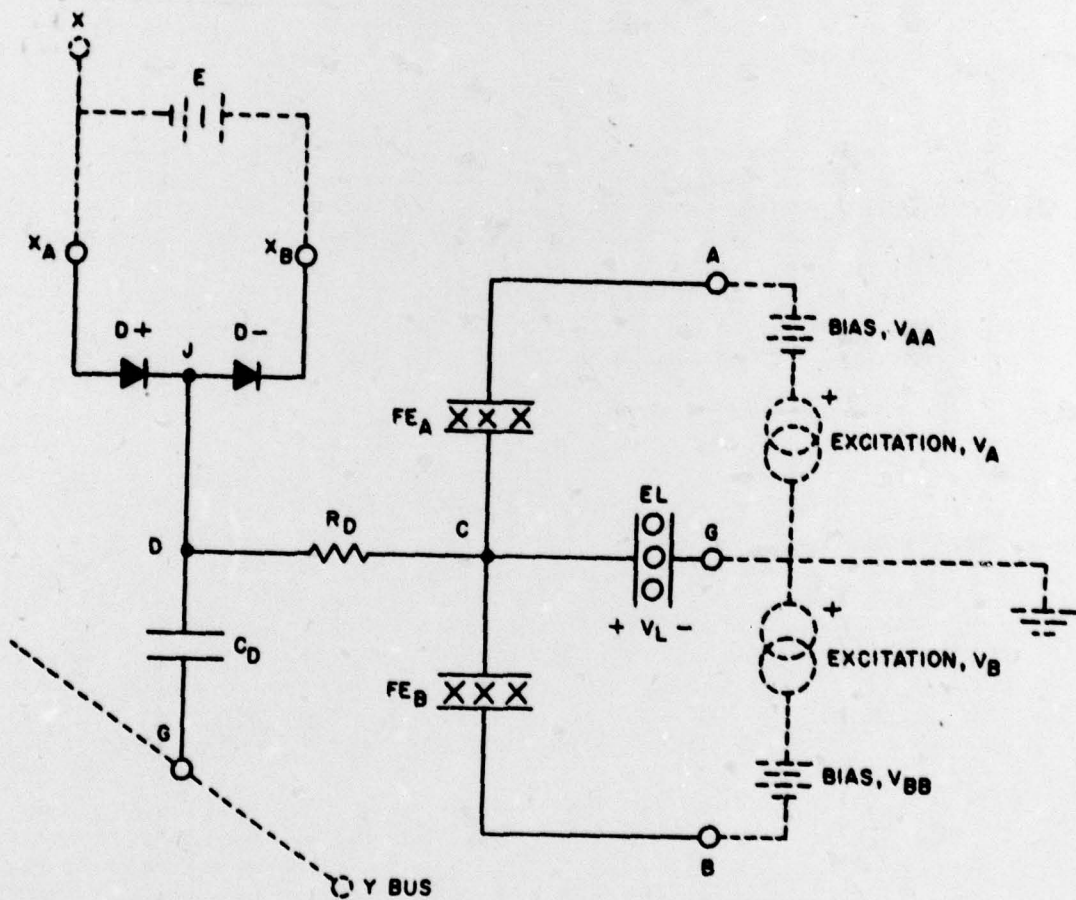 X
E
XA
XB
D+
J
D-
A
BIAS, VAA
+
FEA
EXCITATION, VA
EL
D
RD
C
G
+ VL -
+
CD
FEB
EXCITATION, VB
G
BIAS, VBB
B
Y BUS